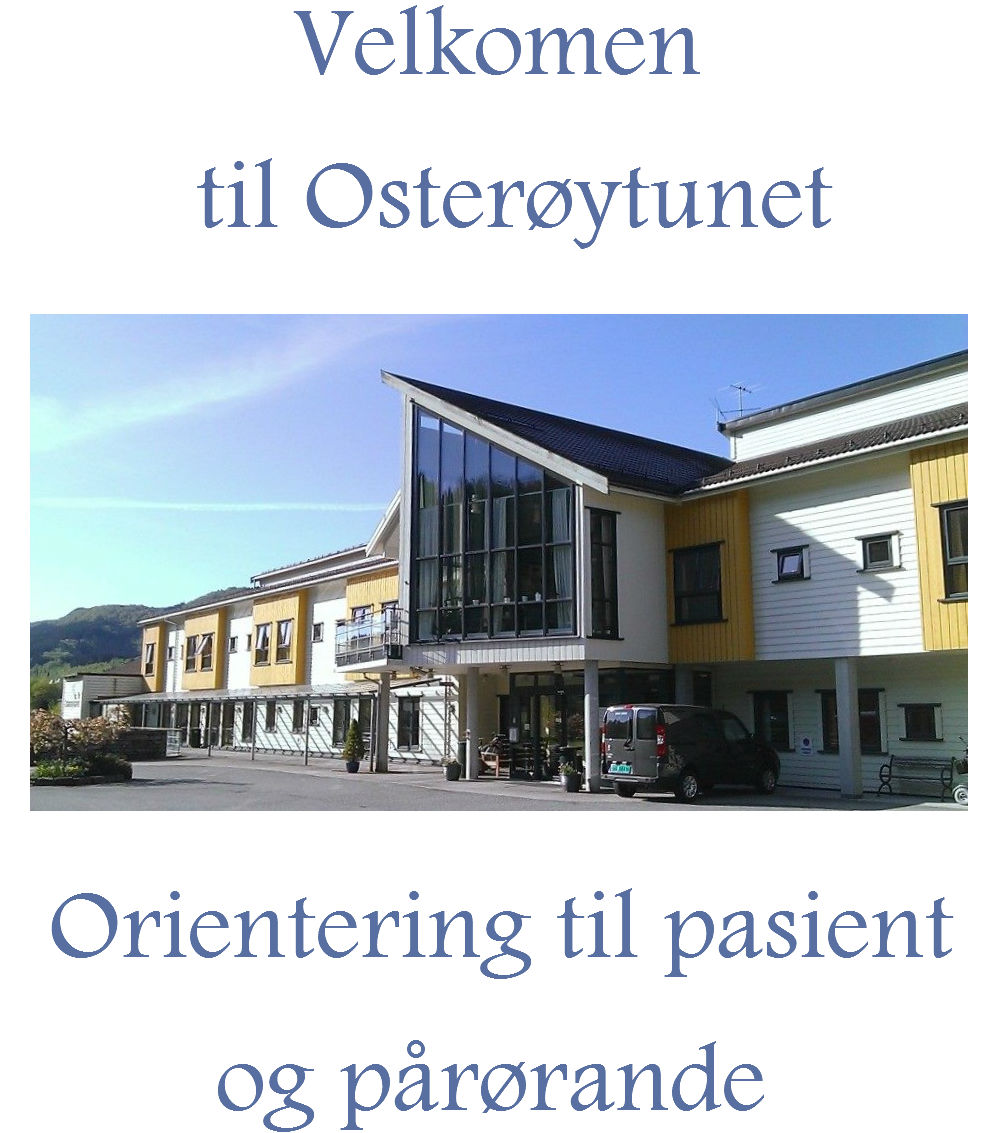 Velkomen
til Osterøytunet
Orientering til pasient
og pårørande